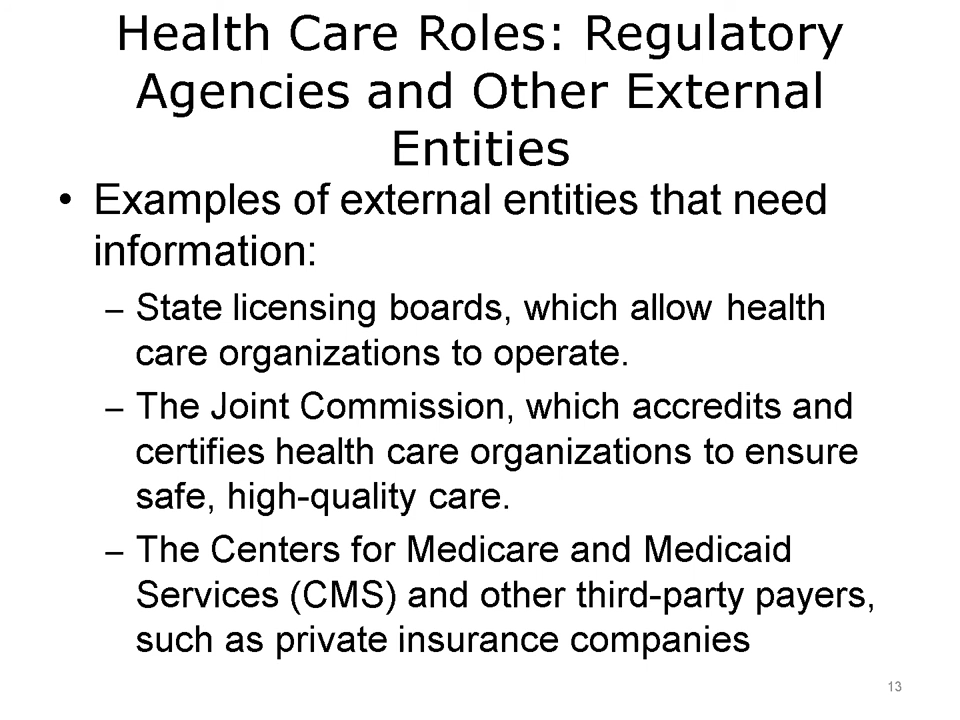 Health Care Roles: Regulatory
Agencies and Other External
Entities
• Examples of external entities that need
information:
– State licensing boards, which allow health
care organizations to operate.
– The Joint Commission, which accredits and
certifies health care organizations to ensure
safe, high-quality care.
– The Centers for Medicare and Medicaid
Services (CMS) and other third-party payers,
such as private insurance companies
13